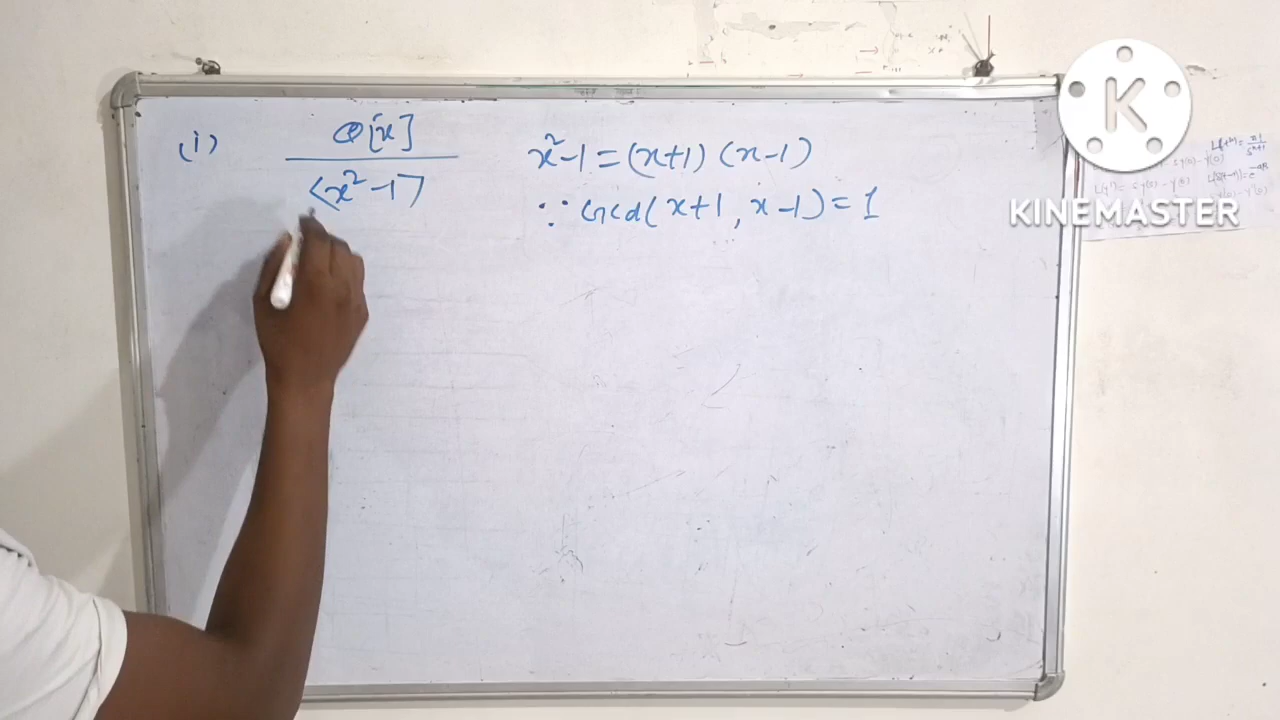 (i) Q[x] / <x²-1> x²-1 = (x+1) (x-1)
∵ Gcd( x+1 , x-1) = 1
KINEMASTER